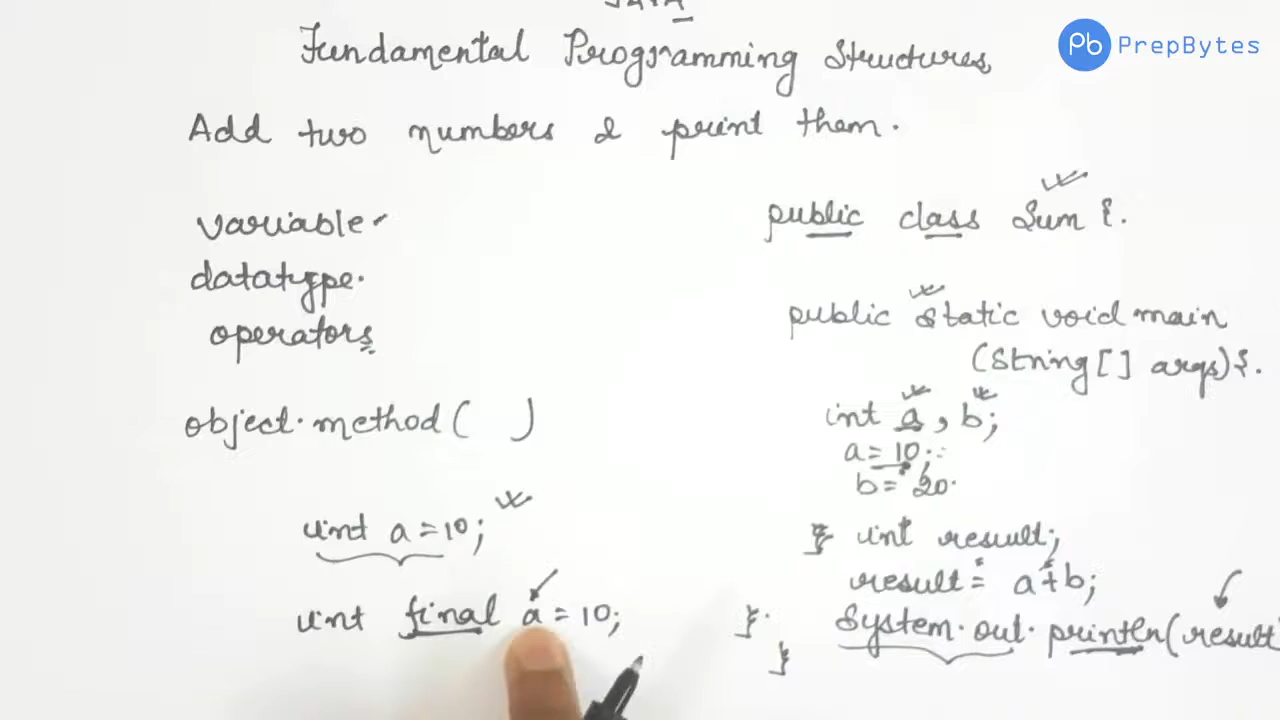 JAVA
Fundamental Programming Structures
PrepBytes
Add two numbers & print them.
variable
datatype.
operators
object.method( )
int a=10;
int final a=10;
public class Sum {.
public static void main
(String[] args){.
int a, b;
a=10;
b= 20.
} int result;
result= a+b;
System.out.println(result
}.
}